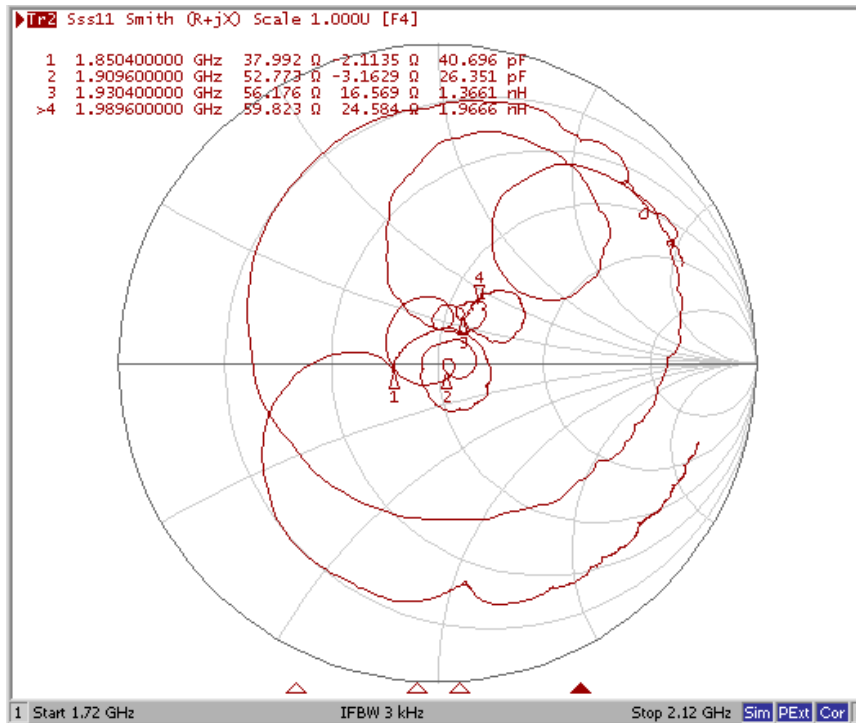 Tr2 Sss11 Smith (R+jX) Scale 1.000U [F4]
1 1.850400000 GHz 37.992 Ω -2.1135 Ω 40.696 pF
2 1.909600000 GHz 52.773 Ω -3.1629 Ω 26.351 pF
3 1.930400000 GHz 56.176 Ω 16.569 Ω 1.3661 nH
>4 1.989600000 GHz 59.823 Ω 24.584 Ω 1.9666 nH
4
3
1
2
1 Start 1.72 GHz IFBW 3 kHz Stop 2.12 GHz Sim PExt Cor